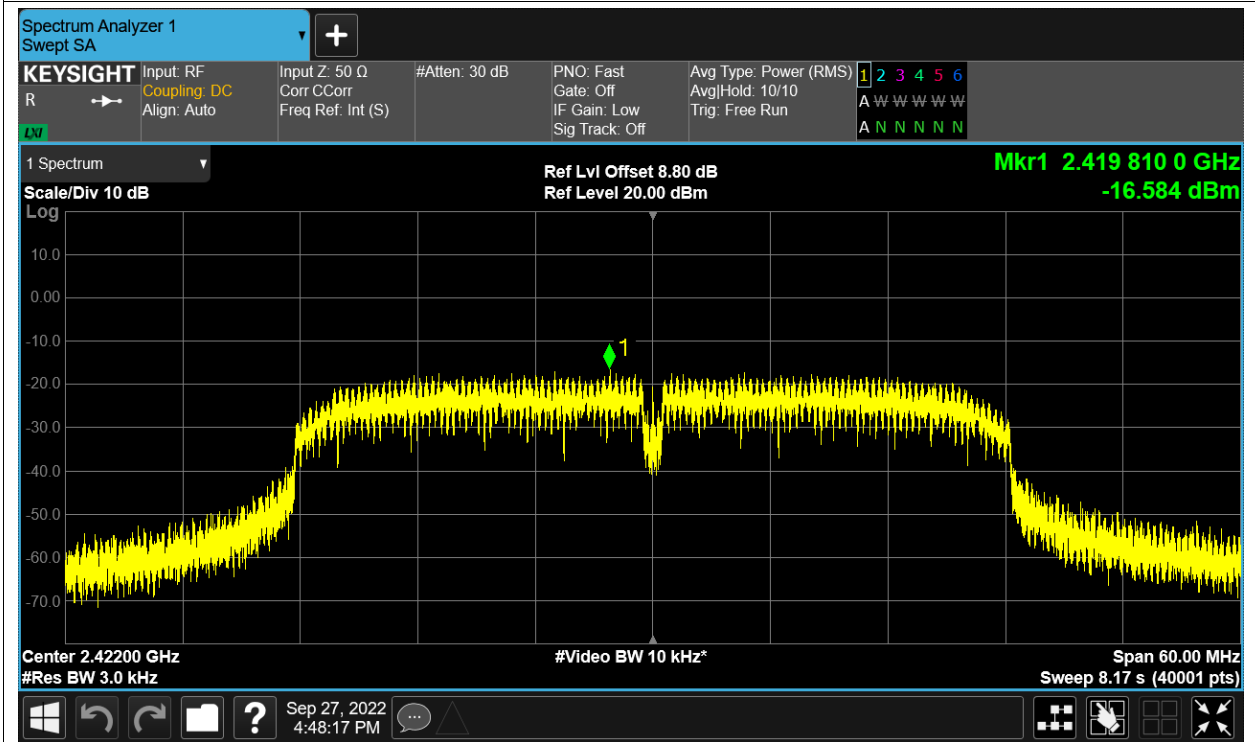 Spectrum Analyzer 1
Swept SA
+
KEYSIGHT
R
LXI
Input: RF
Coupling: DC
Align: Auto
Input Z: 50 Ω
Corr CCorr
Freq Ref: Int (S)
#Atten: 30 dB
PNO: Fast
Gate: Off
IF Gain: Low
Sig Track: Off
Avg Type: Power (RMS)
Avg|Hold: 10/10
Trig: Free Run
1 2 3 4 5 6
A W W W W W
A N N N N N
1 Spectrum
Scale/Div 10 dB
Ref Lvl Offset 8.80 dB
Ref Level 20.00 dBm
Mkr1 2.419 810 0 GHz
-16.584 dBm
Log
10.0
0.00
-10.0
1
-20.0
-30.0
-40.0
-50.0
-60.0
-70.0
Center 2.42200 GHz
#Video BW 10 kHz*
Span 60.00 MHz
#Res BW 3.0 kHz
Sweep 8.17 s (40001 pts)
?
Sep 27, 2022
4:48:17 PM